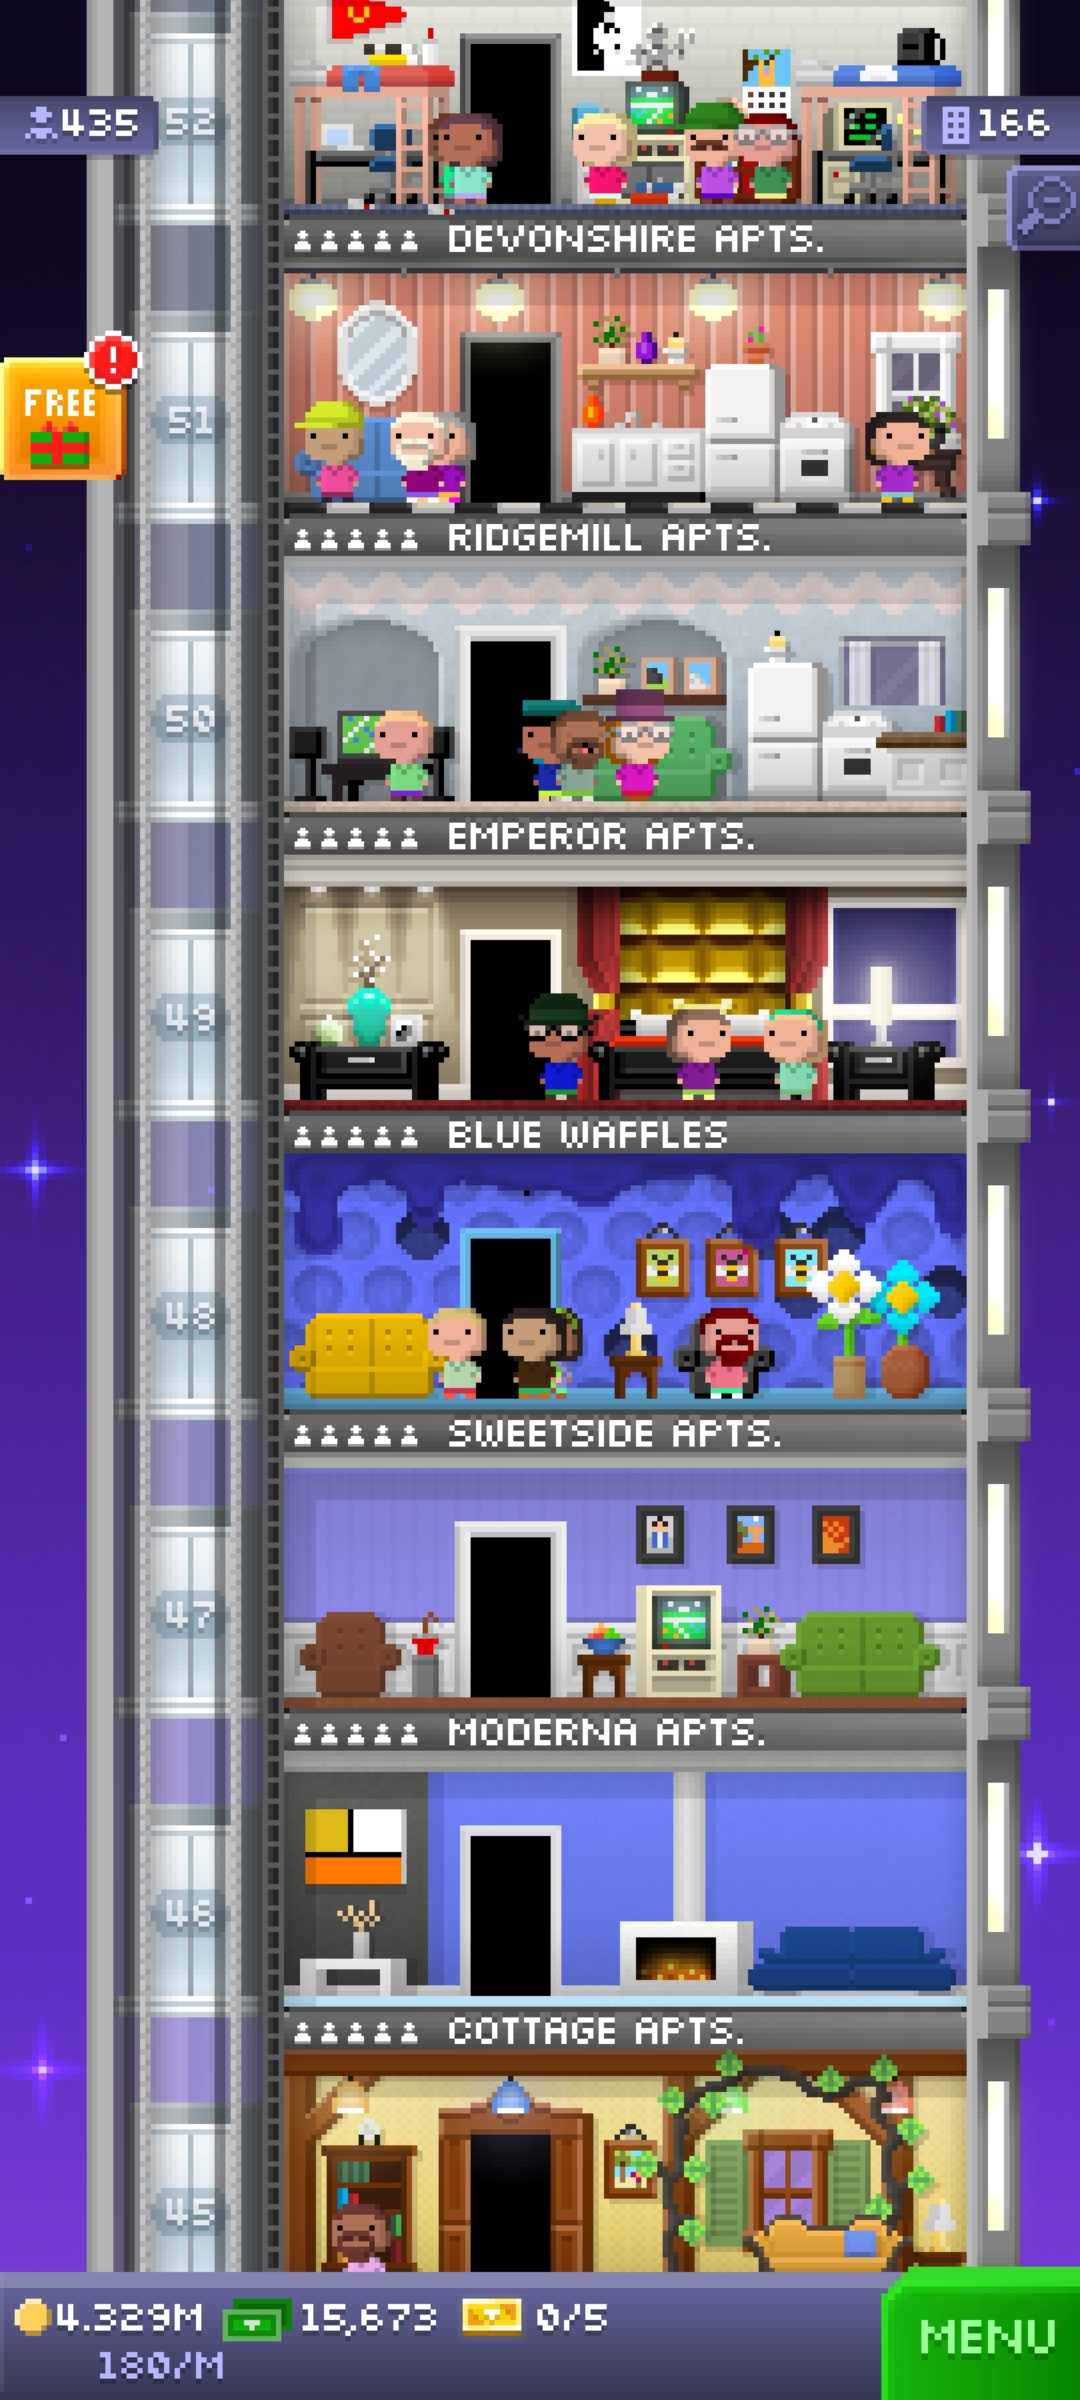 435
52
166
DEVONSHIRE APTS.
FREE
!
51
RIDGEMILL APTS.
50
EMPEROR APTS.
49
BLUE WAFFLES
48
SWEETSIDE APTS.
47
MODERNA APTS.
46
COTTAGE APTS.
45
4.329M
15,673
0/5
180/M
MENU